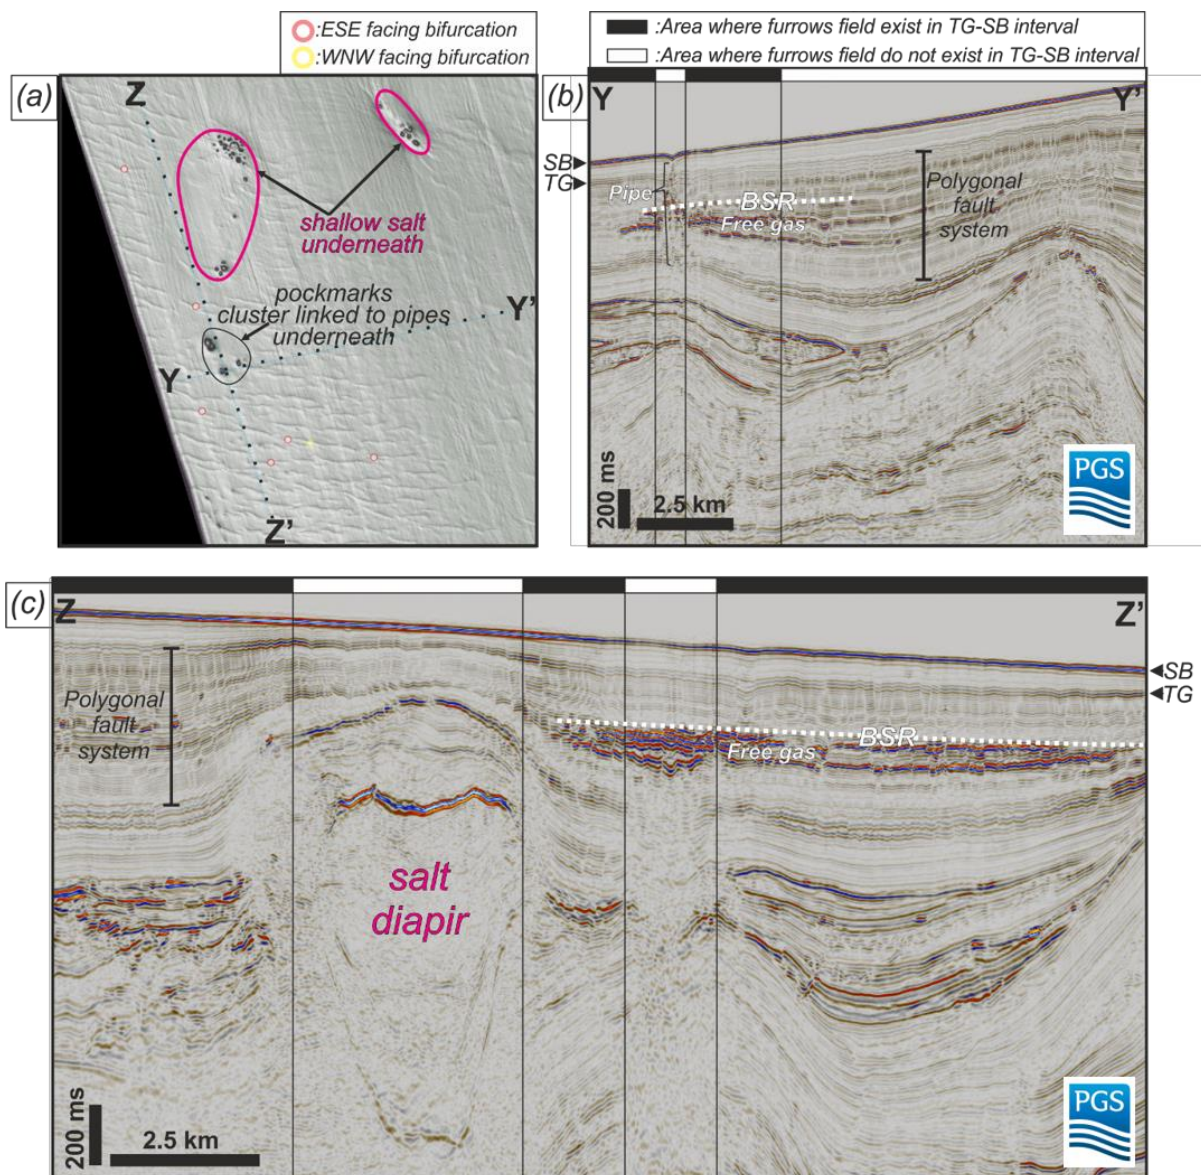 :ESE facing bifurcation
:WNW facing bifurcation
:Area where furrows field exist in TG-SB interval
:Area where furrows field do not exist in TG-SB interval
(a)
Z
shallow salt
underneath
pockmarks
cluster linked to pipes
underneath
Y'
Y
Z'
(b)
Y
Y'
SB
TG
Pipe
BSR
Free gas
Polygonal
fault
system
PGS
200 ms
2.5 km
(c)
Z
Z'
SB
TG
Polygonal
fault
system
BSR
Free gas
salt
diapir
PGS
200 ms
2.5 km